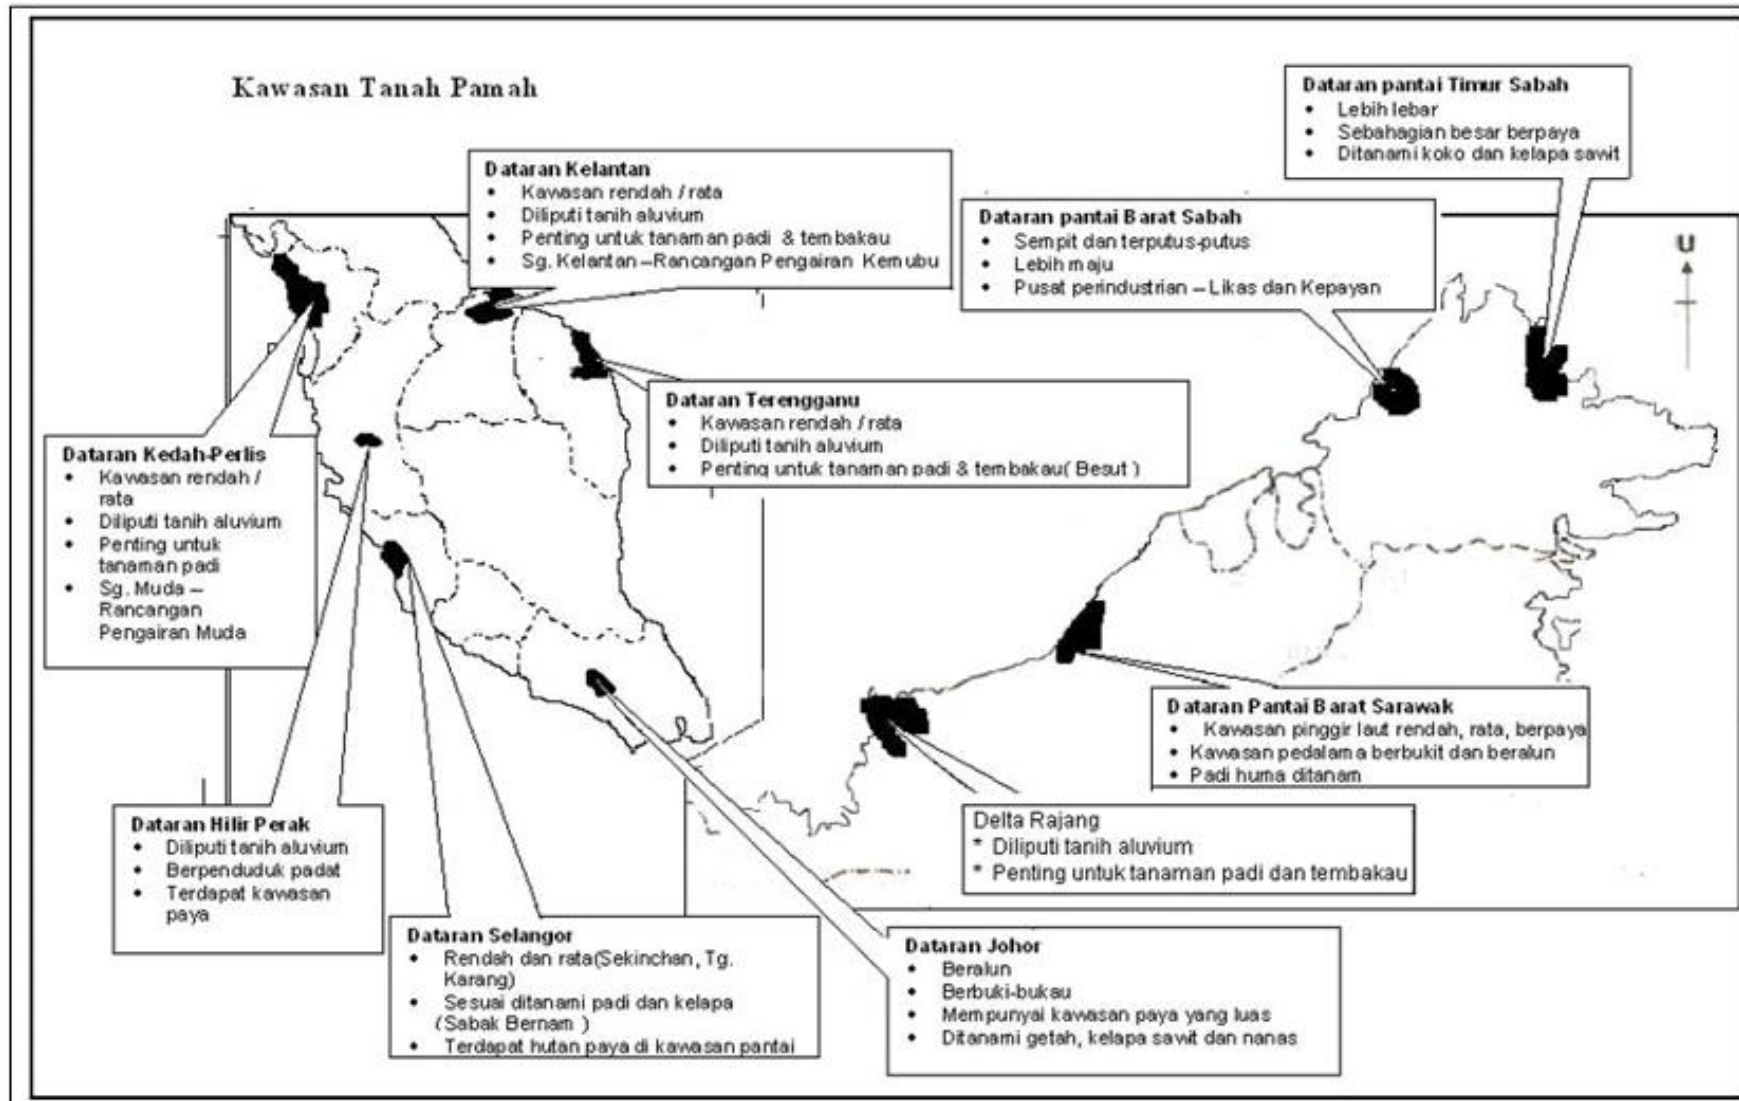 Kawasan Tanah Pamah
Dataran pantai Timur Sabah
• Lebih lebar
• Sebahagian besar berpaya
• Ditanami koko dan kelapa sawit
Dataran Kelantan
• Kawasan rendah / rata
• Diliputi tanih aluvium
• Penting untuk tanaman padi & tembakau
• Sg. Kelantan –Rancangan Pengairan Kemubu
Dataran pantai Barat Sabah
• Sempit dan terputus-putus
• Lebih maju
• Pusat perindustrian – Likas dan Kepayan
U
Dataran Terengganu
• Kawasan rendah / rata
• Diliputi tanih aluvium
• Penting untuk tanaman padi & tembakau( Besut )
Dataran Kedah-Perlis
• Kawasan rendah /
rata
• Diliputi tanih aluvium
• Penting untuk
tanaman padi
• Sg. Muda –
Rancangan
Pengairan Muda
Dataran Pantai Barat Sarawak
• Kawasan pinggir laut rendah, rata, berpaya
• Kawasan pedalama berbukit dan beralun
• Padi huma ditanam
Delta Rajang
* Diliputi tanih aluvium
* Penting untuk tanaman padi dan tembakau
Dataran Hilir Perak
• Diliputi tanih aluvium
• Berpenduduk padat
• Terdapat kawasan
paya
Dataran Selangor
• Rendah dan rata(Sekinchan, Tg.
Karang)
• Sesuai ditanami padi dan kelapa
(Sabak Bernam )
• Terdapat hutan paya di kawasan pantai
Dataran Johor
• Beralun
• Berbuki-bukau
• Mempunyai kawasan paya yang luas
• Ditanami getah, kelapa sawit dan nanas